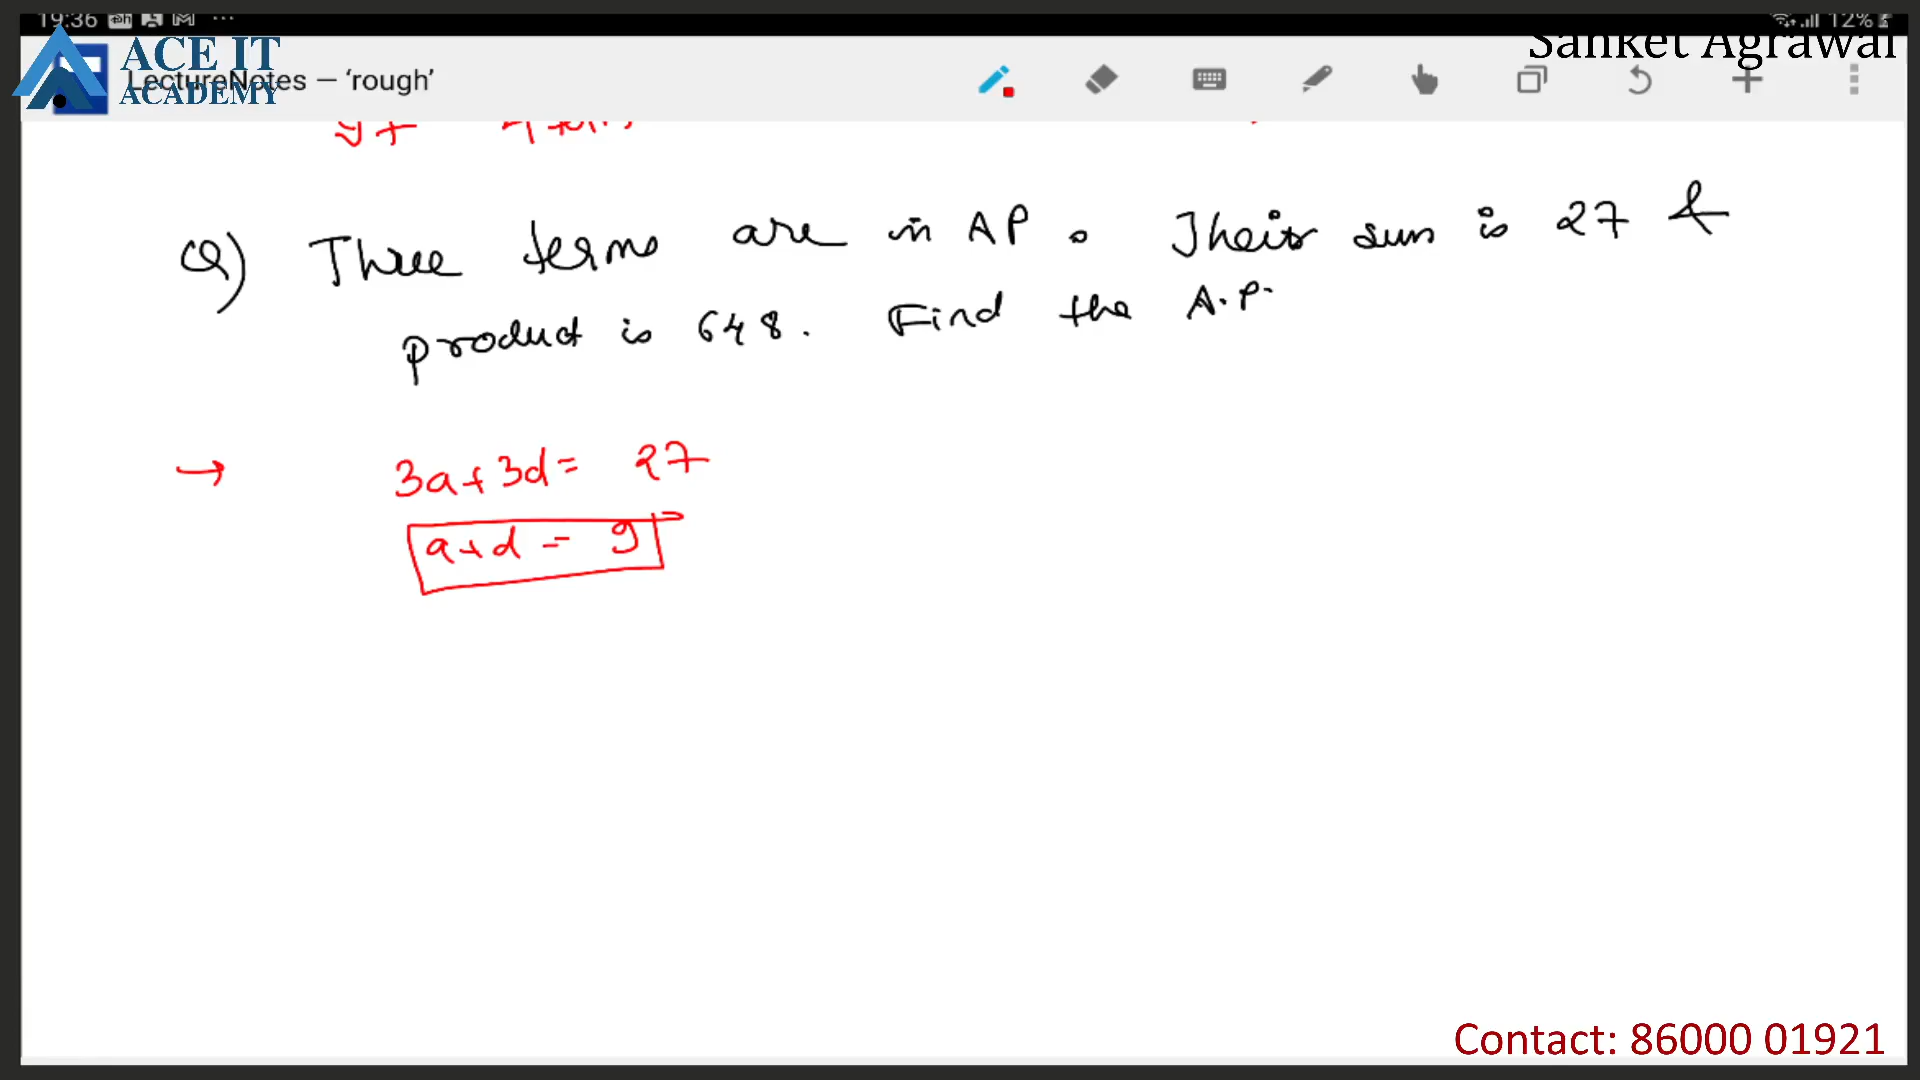 19:36
12%
ACE IT
ACADEMY
LectureNotes — ‘rough’
Sanket Agrawal
Q) Three terms are in AP. Their sum is 27 &
product is 648. Find the A.P.
→ 3a+3d= 27
a+d = 9
Contact: 86000 01921